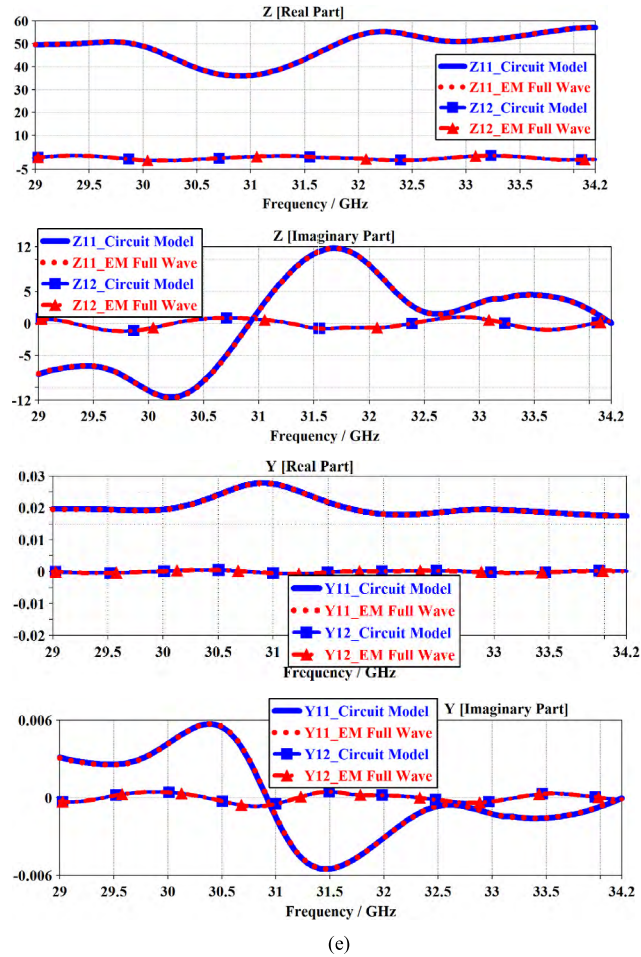 Z [Real Part]
60
50
40
30
20
10
-5
Z11_Circuit Model
Z11_EM Full Wave
Z12_Circuit Model
Z12_EM Full Wave
29 29.5 30 30.5 31 31.5 32 32.5 33 33.5 34.2
Frequency / GHz
Z [Imaginary Part]
12
5
0
-5
-12
Z11_Circuit Model
Z11_EM Full Wave
Z12_Circuit Model
Z12_EM Full Wave
29 29.5 30 30.5 31 31.5 32 32.5 33 33.5 34.2
Frequency / GHz
Y [Real Part]
0.03
0.02
0.01
0
-0.01
-0.02
Y11_Circuit Model
Y11_EM Full Wave
Y12_Circuit Model
Y12_EM Full Wave
29 29.5 30 30.5 31 31.5 32 32.5 33 33.5 34.2
Frequency / GHz
Y [Imaginary Part]
0.006
0
-0.006
Y11_Circuit Model
Y11_EM Full Wave
Y12_Circuit Model
Y12_EM Full Wave
29 29.5 30 30.5 31 31.5 32 32.5 33 33.5 34.2
Frequency / GHz
(e)